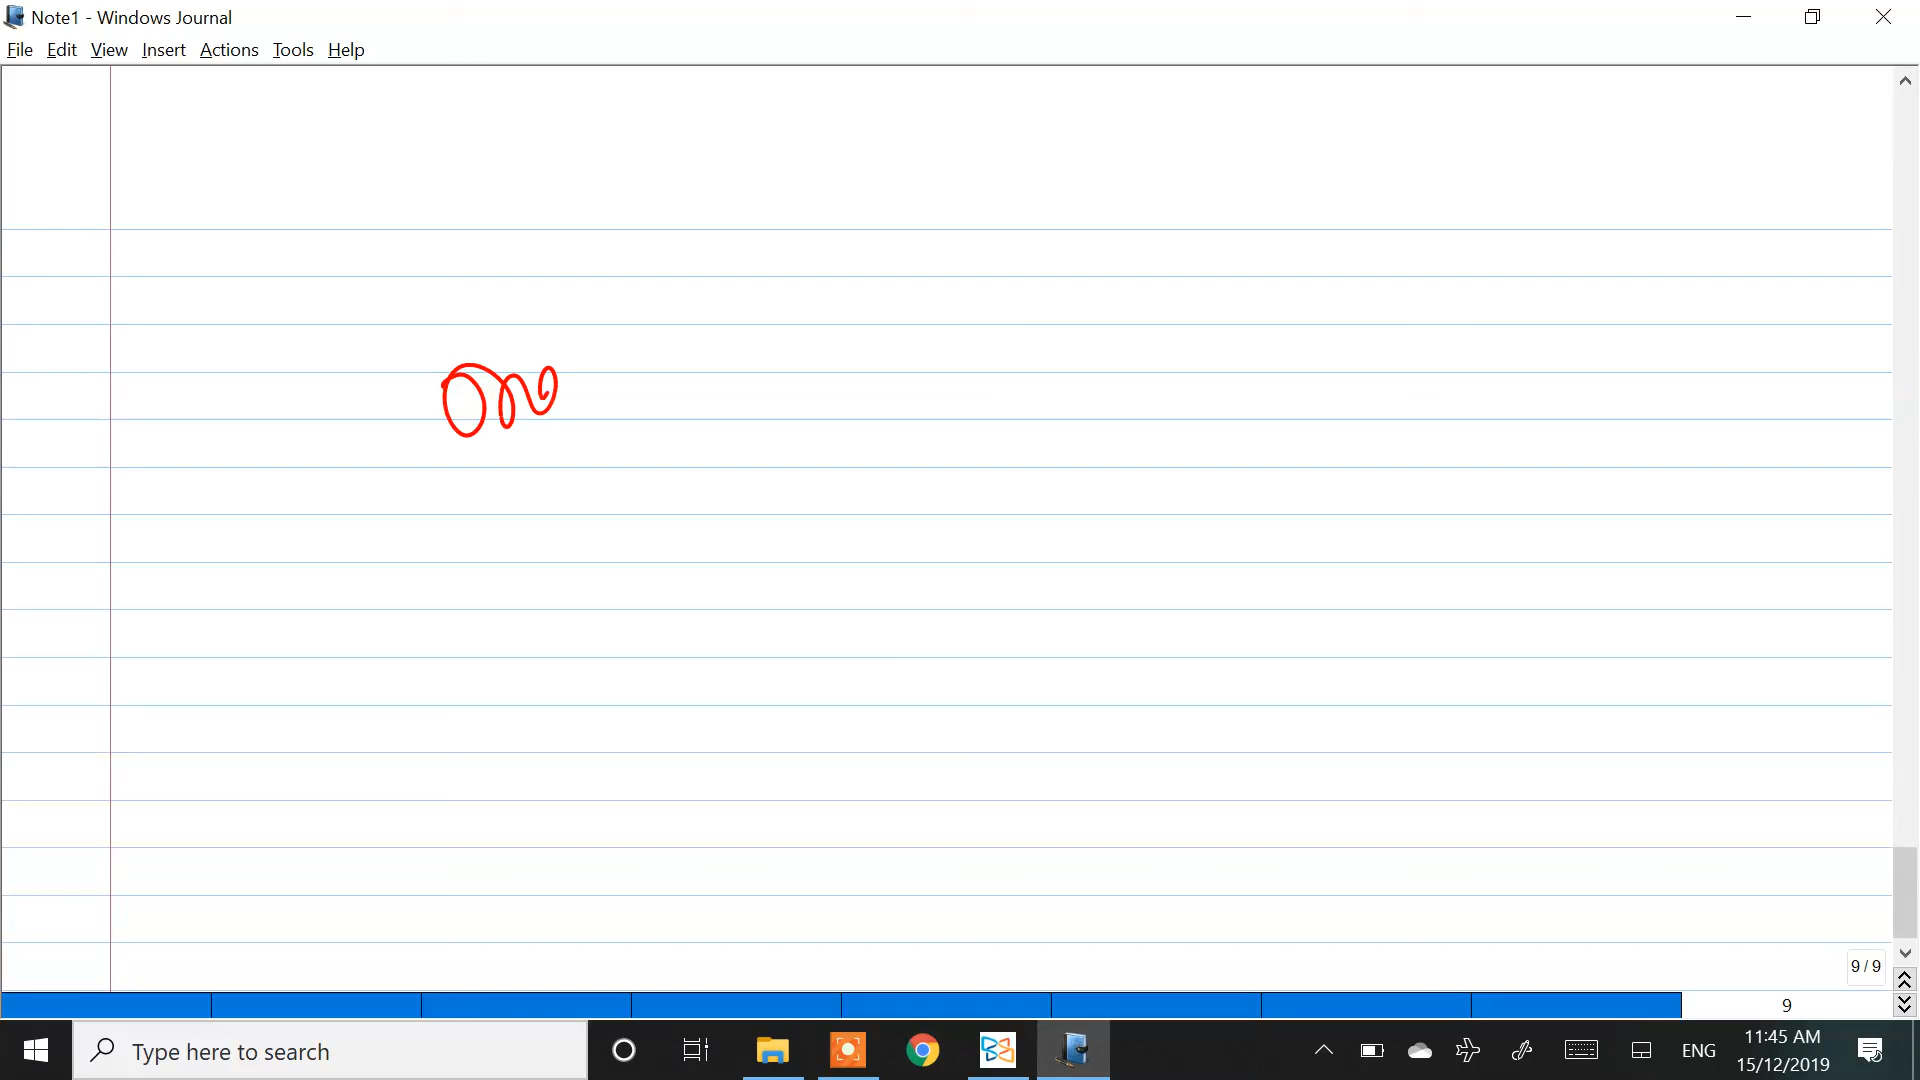 Note1 - Windows Journal
File Edit View Insert Actions Tools Help
9 / 9
9
Type here to search
ENG
11:45 AM
15/12/2019